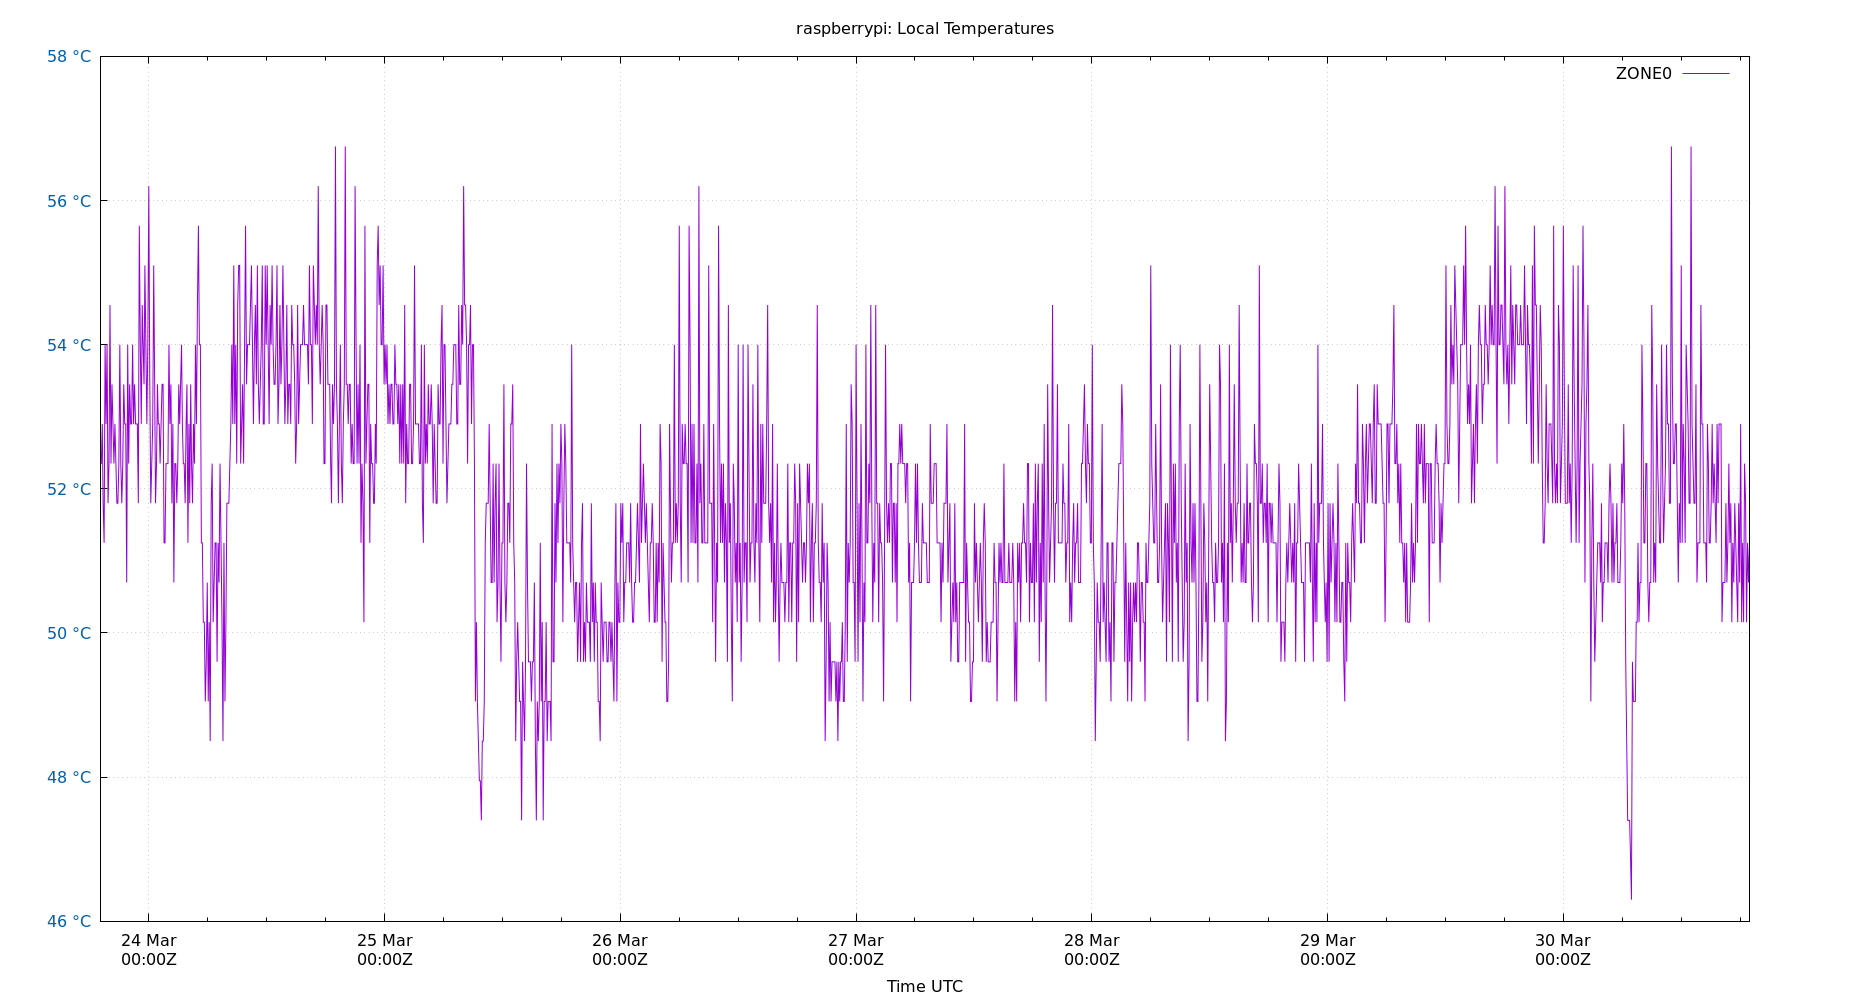 raspberrypi: Local Temperatures
58 °C
ZONE0
56 °C
54 °C
52 °C
50 °C
48 °C
46 °C
24 Mar 25 Mar 26 Mar 27 Mar 28 Mar 29 Mar 30 Mar
00:00Z 00:00Z 00:00Z 00:00Z 00:00Z 00:00Z 00:00Z
Time UTC